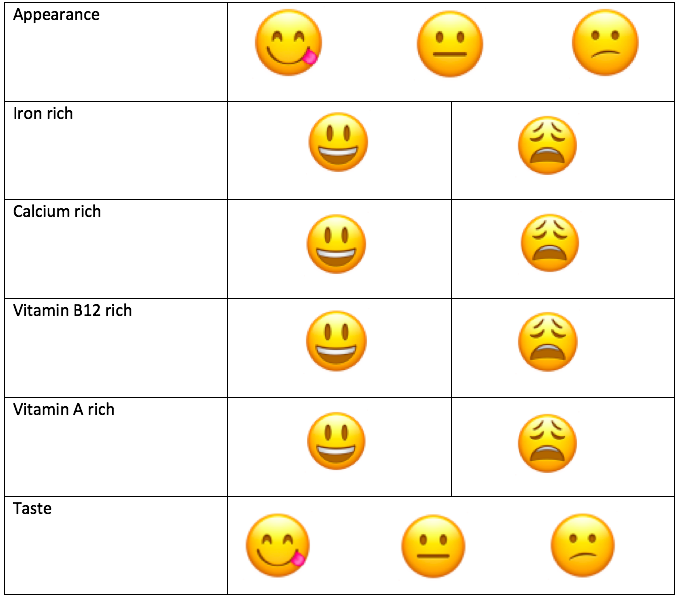 Appearance
Iron rich
Calcium rich
Vitamin B12 rich
Vitamin A rich
Taste